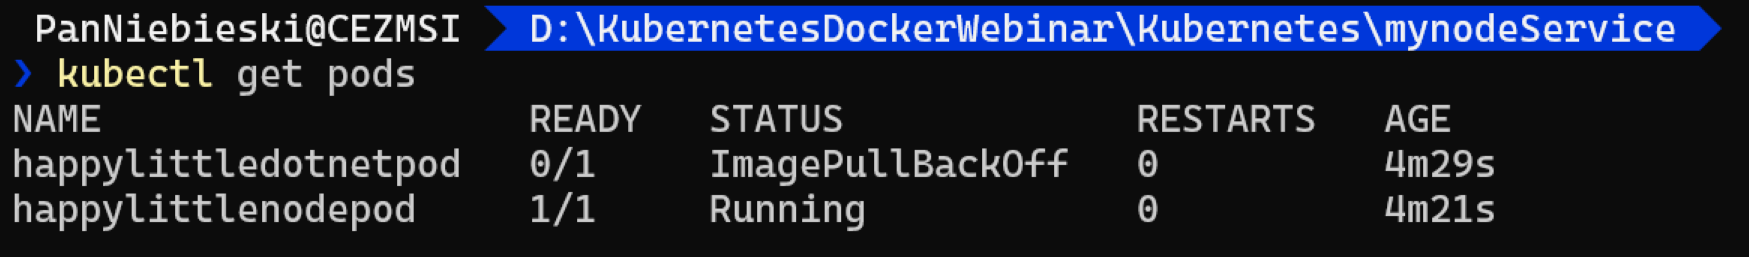 PanNiebieski@CEZMSI D:\KubernetesDockerWebinar\Kubernetes\mynodeService
❯ kubectl get pods
NAME READY STATUS RESTARTS AGE
happylittledotnetpod 0/1 ImagePullBackOff 0 4m29s
happylittlenodepod 1/1 Running 0 4m21s